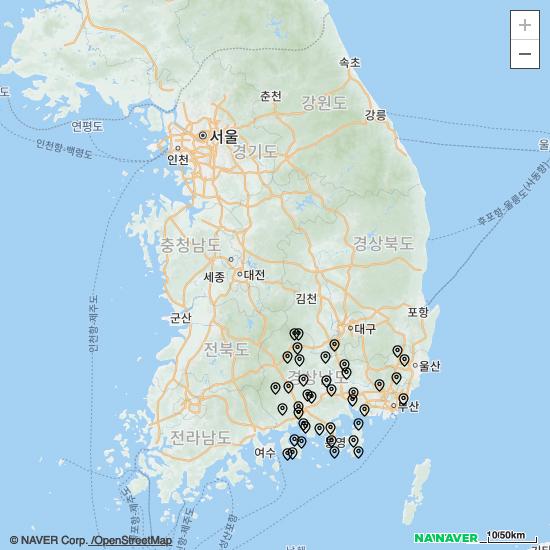 +
−
속초
춘천
강원도
강릉
도
연평도
서울
경기도
인천
인천항-백령도
울
후포항-울릉도(사동항)
충청남도
경상북도
세종
대전
김천
포항
군산
인천항-제주도
대구
전북도
울산
경상남도
부산
전라남도
여수
통영
NAVER
10/50km
© NAVER Corp. /OpenStreetMap